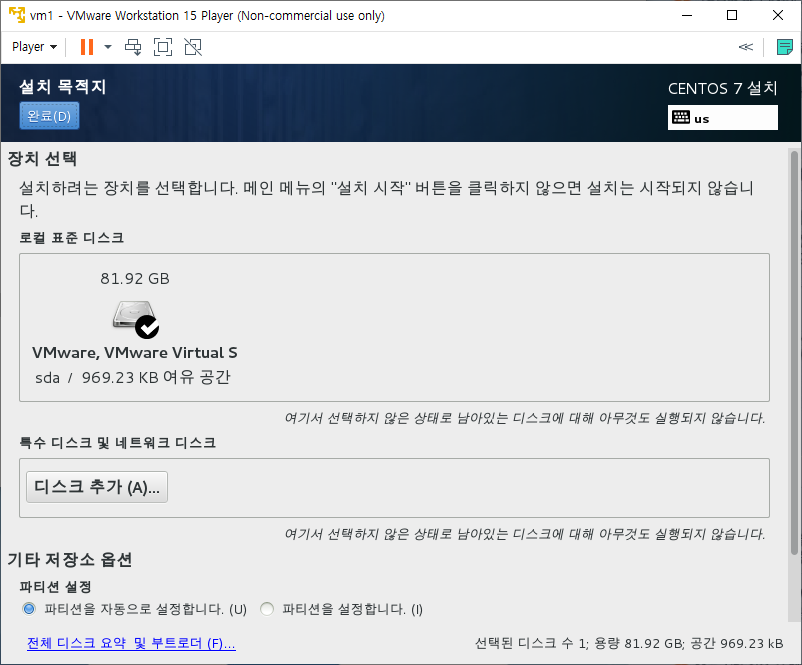 vm1 - VMware Workstation 15 Player (Non-commercial use only)
Player
설치 목적지
CENTOS 7 설치
완료(D)
us
장치 선택
설치하려는 장치를 선택합니다. 메인 메뉴의 "설치 시작" 버튼을 클릭하지 않으면 설치는 시작되지 않습니
다.
로컬 표준 디스크
81.92 GB
VMware, VMware Virtual S
sda / 969.23 KB 여유 공간
여기서 선택하지 않은 상태로 남아있는 디스크에 대해 아무것도 실행되지 않습니다.
특수 디스크 및 네트워크 디스크
디스크 추가 (A)...
여기서 선택하지 않은 상태로 남아있는 디스크에 대해 아무것도 실행되지 않습니다.
기타 저장소 옵션
파티션 설정
파티션을 자동으로 설정합니다. (U) 파티션을 설정합니다. (I)
전체 디스크 요약 및 부트로더 (F)... 선택된 디스크 수 1; 용량 81.92 GB; 공간 969.23 kB